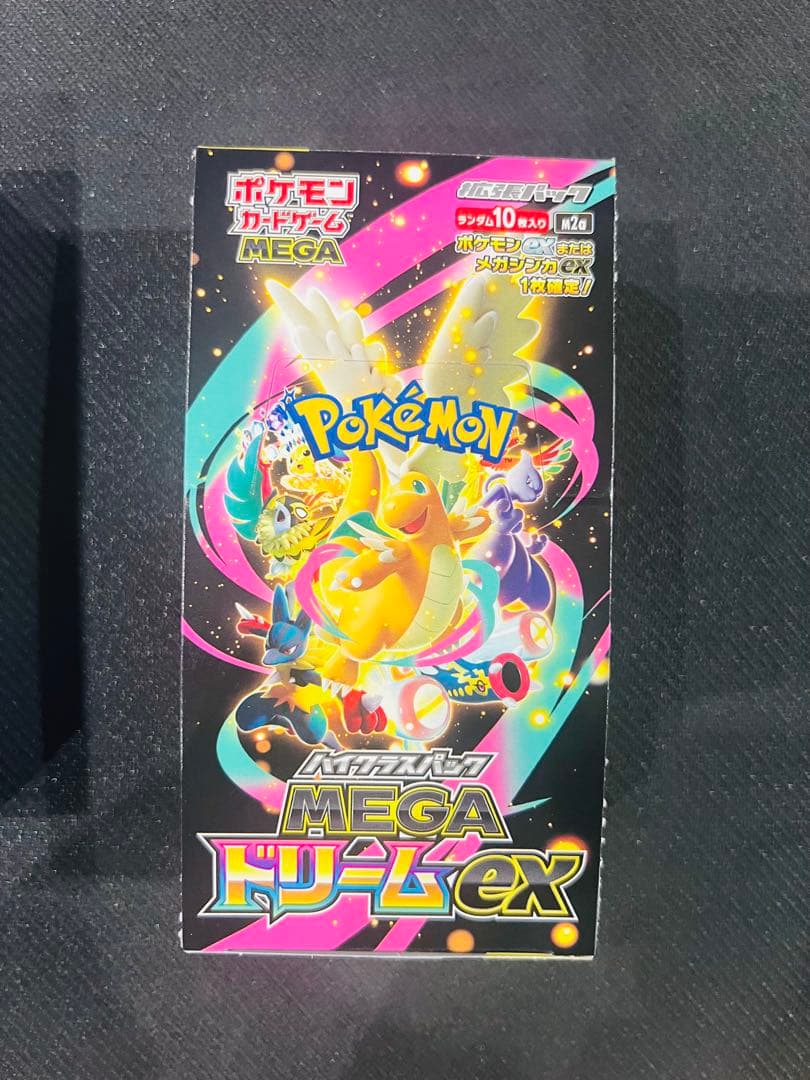 ポケモン
カードゲーム
MEGA
拡張パック
ランダム10枚入り M2a
ポケモンexまたは
メガシンカex
1枚確定!
POKÉMON
ハイクラスパック
MEGA
ドリームex